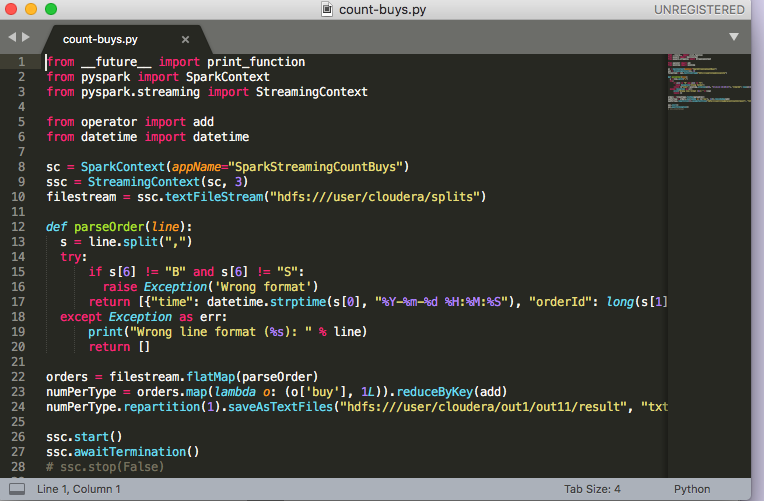 count-buys.py
UNREGISTERED
count-buys.py ×
1 from __future__ import print_function
2 from pyspark import SparkContext
3 from pyspark.streaming import StreamingContext
4
5 from operator import add
6 from datetime import datetime
7
8 sc = SparkContext(appName="SparkStreamingCountBuys")
9 ssc = StreamingContext(sc, 3)
10 filestream = ssc.textFileStream("hdfs:///user/cloudera/splits")
11
12 def parseOrder(line):
13   s = line.split(",")
14   try:
15       if s[6] != "B" and s[6] != "S":
16         raise Exception('Wrong format')
17       return [{"time": datetime.strptime(s[0], "%Y-%m-%d %H:%M:%S"), "orderId": long(s[1]
18   except Exception as err:
19       print("Wrong line format (%s): " % line)
20       return []
21
22 orders = filestream.flatMap(parseOrder)
23 numPerType = orders.map(lambda o: (o['buy'], 1L)).reduceByKey(add)
24 numPerType.repartition(1).saveAsTextFiles("hdfs:///user/cloudera/out1/out11/result", "txt
25
26 ssc.start()
27 ssc.awaitTermination()
28 # ssc.stop(False)
Line 1, Column 1
Tab Size: 4
Python